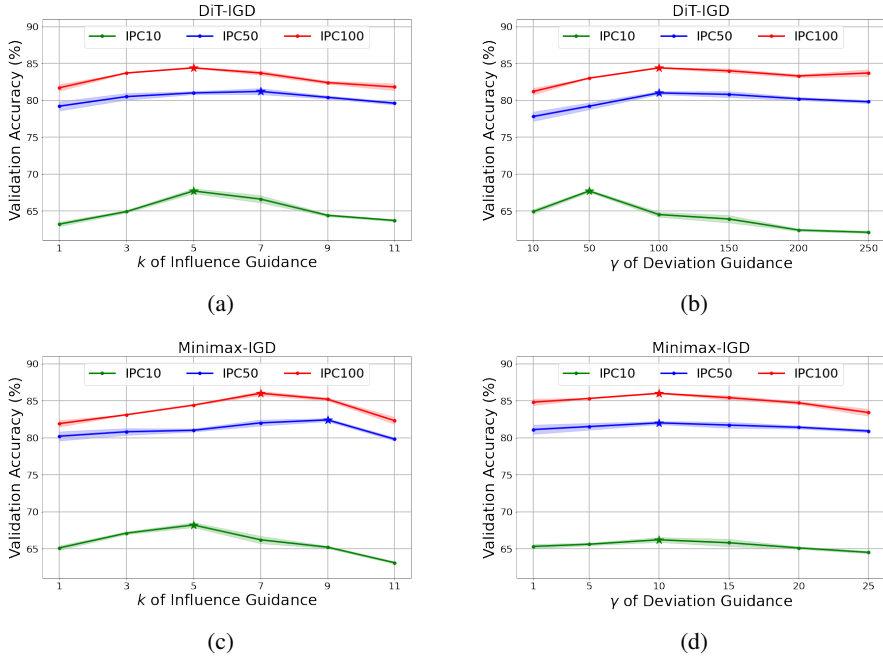 DiT-IGD
IPC10 IPC50 IPC100
Validation Accuracy (%)
90
85
80
75
70
65
1 3 5 7 9 11
k of Influence Guidance
(a)
DiT-IGD
IPC10 IPC50 IPC100
Validation Accuracy (%)
90
85
80
75
70
65
10 50 100 150 200 250
γ of Deviation Guidance
(b)
Minimax-IGD
IPC10 IPC50 IPC100
Validation Accuracy (%)
90
85
80
75
70
65
1 3 5 7 9 11
k of Influence Guidance
(c)
Minimax-IGD
IPC10 IPC50 IPC100
Validation Accuracy (%)
90
85
80
75
70
65
1 5 10 15 20 25
γ of Deviation Guidance
(d)